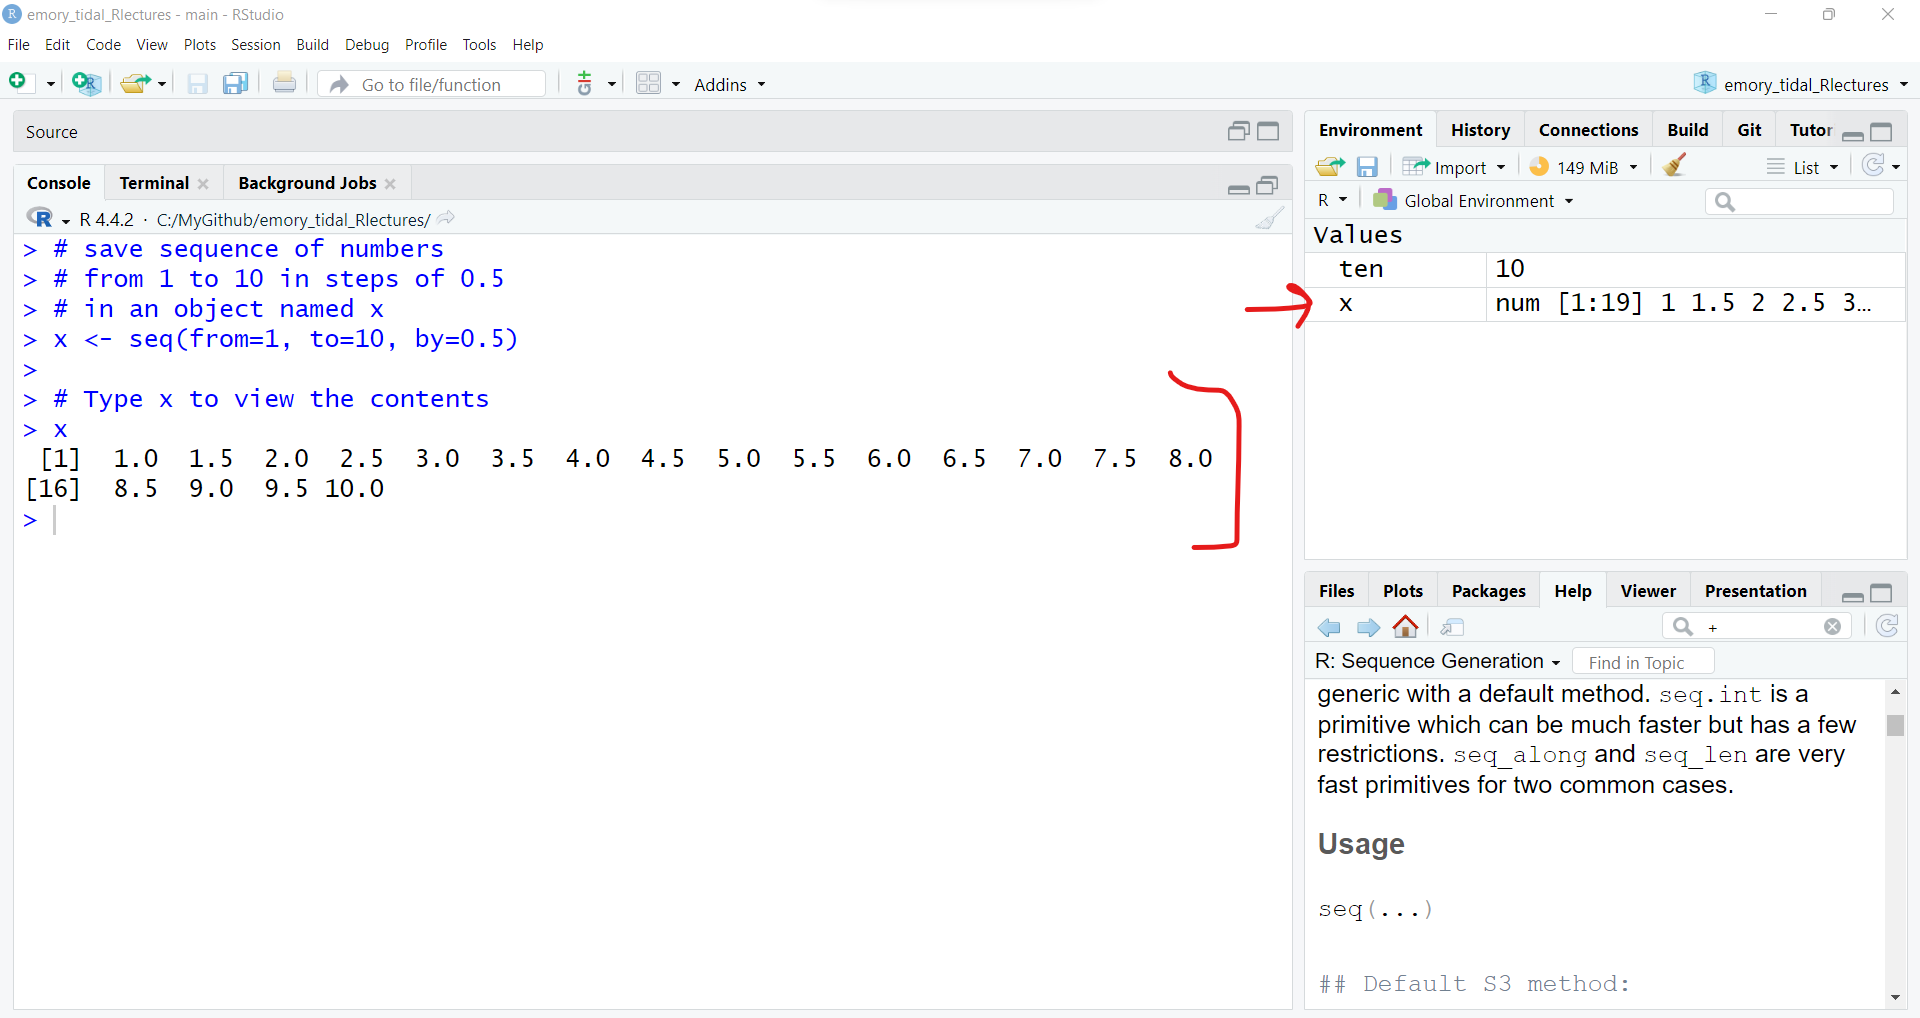 emory_tidal_Rlectures - main - RStudio
File Edit Code View Plots Session Build Debug Profile Tools Help
Go to file/function Addins emory_tidal_Rlectures
Source
Console Terminal Background Jobs
R 4.4.2 · C:/MyGithub/emory_tidal_Rlectures/
> # save sequence of numbers
> # from 1 to 10 in steps of 0.5
> # in an object named x
> x <- seq(from=1, to=10, by=0.5)
>
> # Type x to view the contents
> x
[1] 1.0 1.5 2.0 2.5 3.0 3.5 4.0 4.5 5.0 5.5 6.0 6.5 7.0 7.5 8.0
[16] 8.5 9.0 9.5 10.0
>
Environment History Connections Build Git Tutor
Import 149 MiB List
R Global Environment
Values
ten 10
x num [1:19] 1 1.5 2 2.5 3...
Files Plots Packages Help Viewer Presentation
+
R: Sequence Generation Find in Topic
generic with a default method. seq.int is a
primitive which can be much faster but has a few
restrictions. seq_along and seq_len are very
fast primitives for two common cases.
Usage
seq(...)
## Default S3 method: